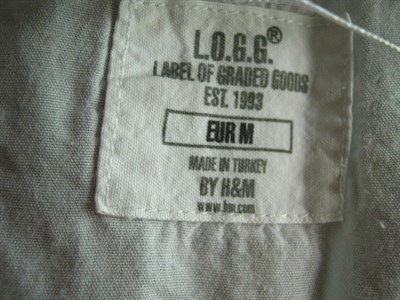 L.O.G.G.®
LABEL OF GRADED GOODS
EST. 1993
EUR M
MADE IN TURKEY
BY H&M
www.hm.com